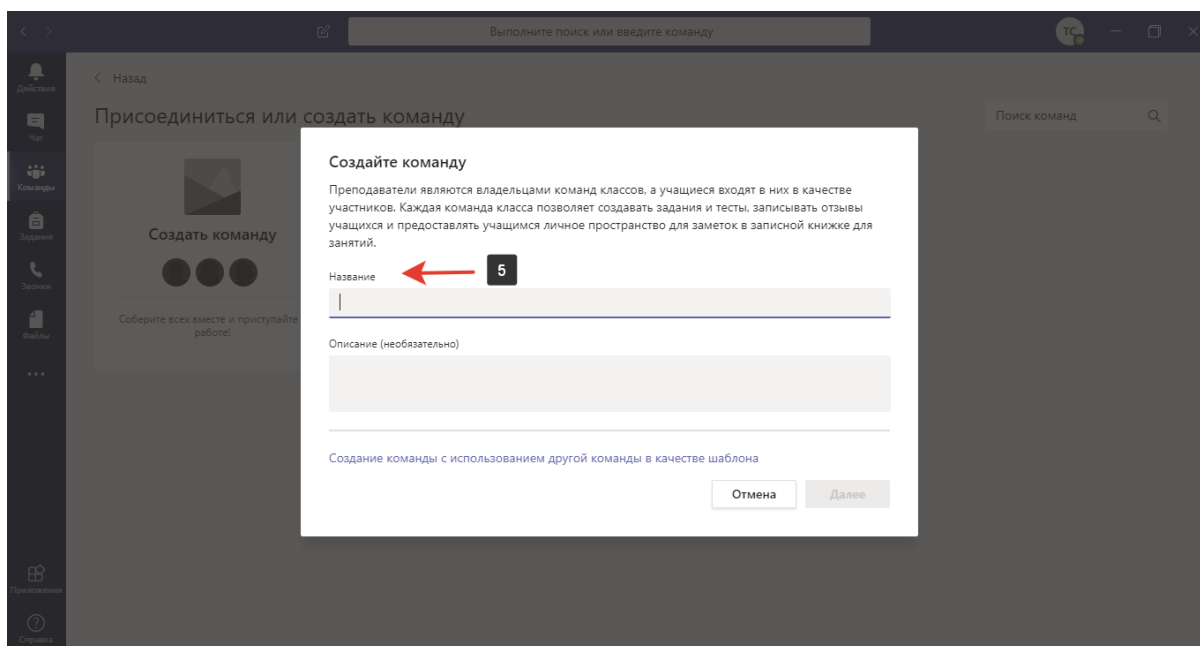 Выполните поиск или введите команду
TC
Действия
Чат
Команды
Задания
Звонки
Файлы
Приложения
Справка
Назад
Присоединиться или создать команду
Поиск команд
Создать команду
Соберите всех вместе и приступайте
работе!
Создайте команду
Преподаватели являются владельцами команд классов, а учащиеся входят в них в качестве
участников. Каждая команда класса позволяет создавать задания и тесты, записывать отзывы
учащихся и предоставлять учащимся личное пространство для заметок в записной книжке для
занятий.
Название
5
Описание (необязательно)
Создание команды с использованием другой команды в качестве шаблона
Отмена
Далее